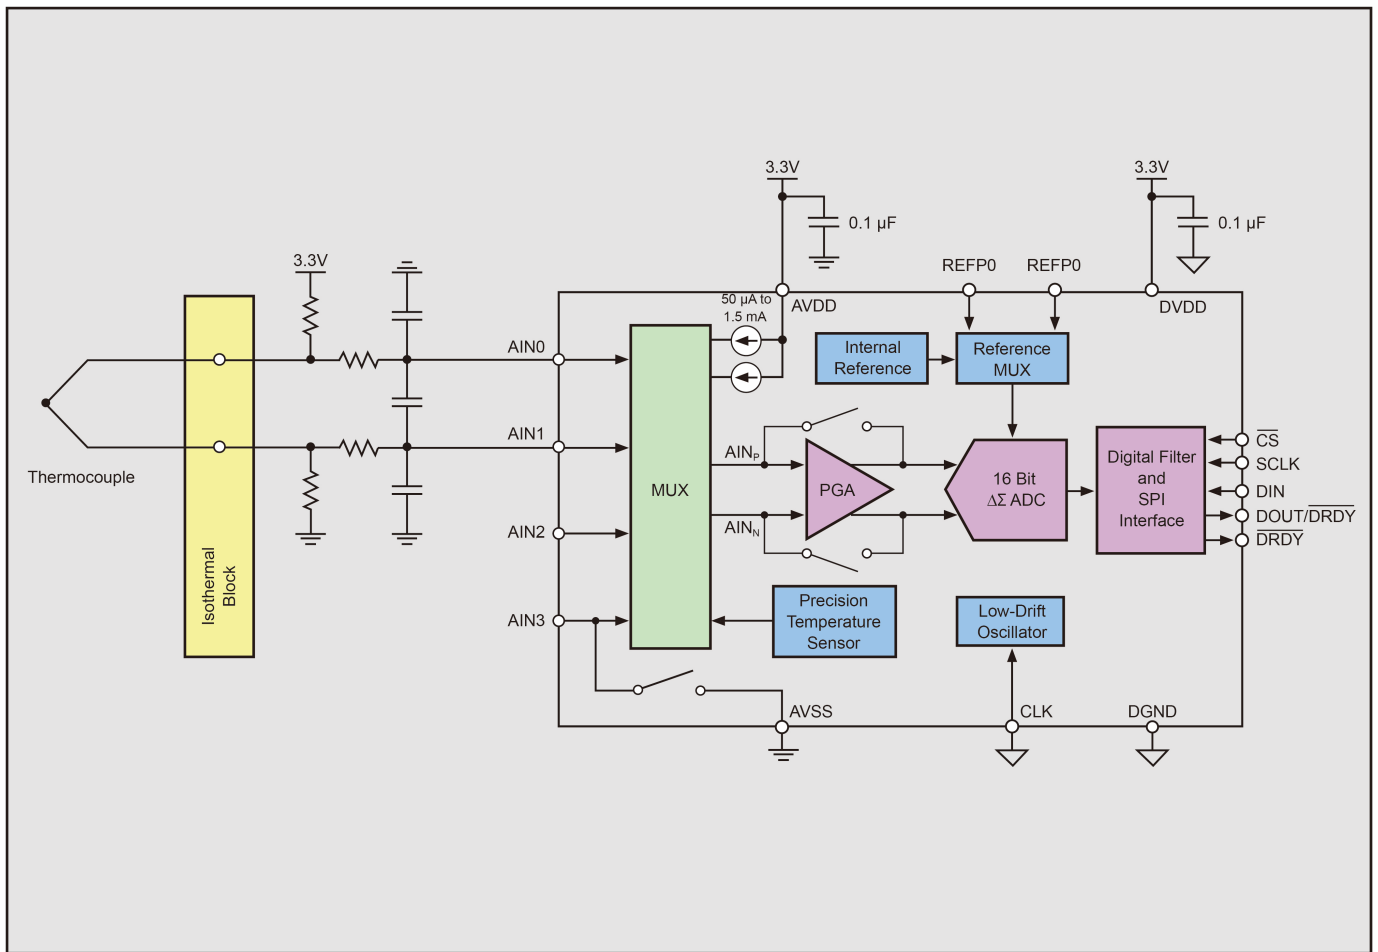 3.3V
3.3V
0.1 µF
0.1 µF
3.3V
REFP0
REFP0
50 µA to
1.5 mA
AVDD
DVDD
AIN0
Internal
Reference
Reference
MUX
AIN1
CS̅
SCLK
DIN
DOUT/D̅R̅D̅Y̅
D̅R̅D̅Y̅
AINP
MUX
PGA
16 Bit
ΔΣ ADC
Digital Filter
and
SPI
Interface
Thermocouple
AINN
AIN2
Isothermal
Block
AIN3
Precision
Temperature
Sensor
Low-Drift
Oscillator
AVSS
CLK
DGND